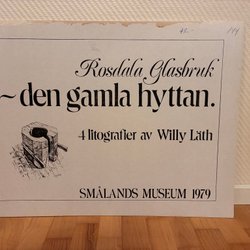 Rosdala Glasbruk
~ den gamla hyttan.
4 litografier av Willy Läth
SMÅLANDS MUSEUM 1979